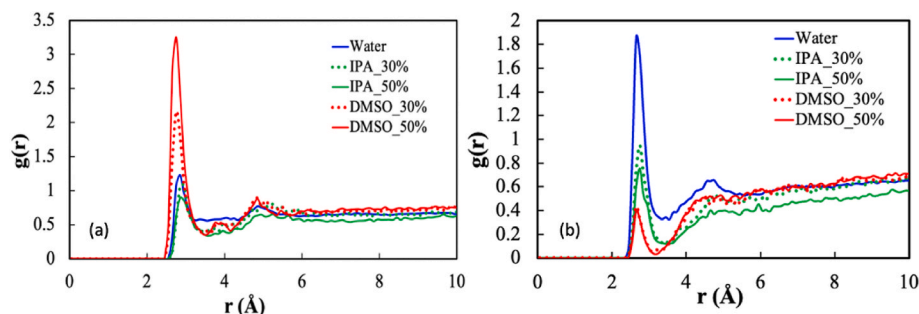 3.5
3
2.5
2
1.5
1
0.5
0
g(r)
Water
IPA_30%
IPA_50%
DMSO_30%
DMSO_50%
(a)
0 2 4 6 8 10
r (Å)
2
1.8
1.6
1.4
1.2
1
0.8
0.6
0.4
0.2
0
g(r)
Water
IPA_30%
IPA_50%
DMSO_30%
DMSO_50%
(b)
0 2 4 6 8 10
r (Å)